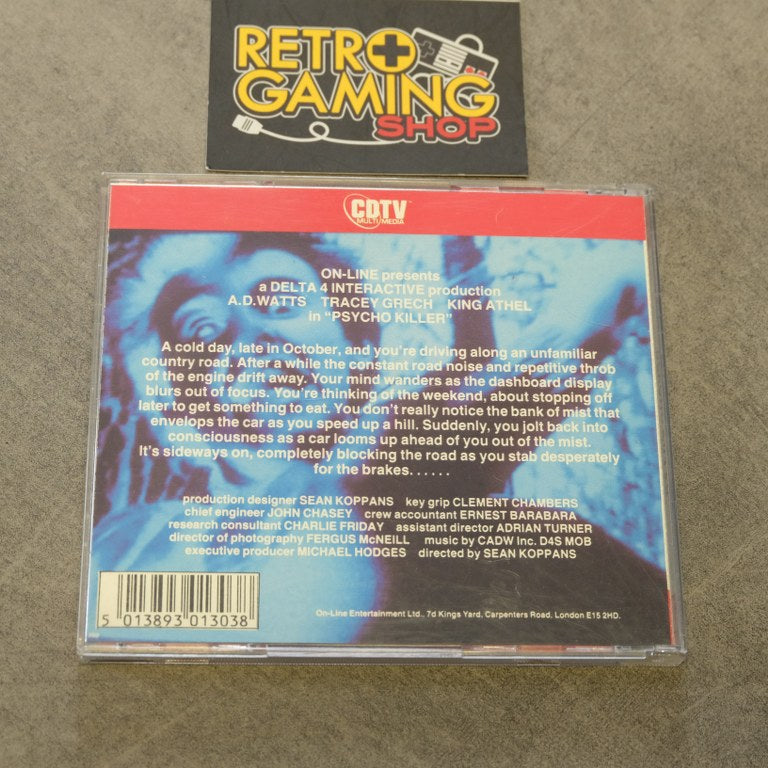 RETRO
GAMING
SHOP
CDTV™
MULTIMEDIA
ON-LINE presents
a DELTA 4 INTERACTIVE production
A.D.WATTS TRACEY GRECH KING ATHEL
in "PSYCHO KILLER"
A cold day, late in October, and you're driving along an unfamiliar
country road. After a while the constant road noise and repetitive throb
of the engine drift away. Your mind wanders as the dashboard display
blurs out of focus. You're thinking of the weekend, about stopping off
later to get something to eat. You don't really notice the bank of mist that
envelops the car as you speed up a hill. Suddenly, you jolt back into
consciousness as a car looms up ahead of you out of the mist.
It's sideways on, completely blocking the road as you stab desperately
for the brakes. . . . . .
production designer SEAN KOPPANS key grip CLEMENT CHAMBERS
chief engineer JOHN CHASEY crew accountant ERNEST BARABARA
research consultant CHARLIE FRIDAY assistant director ADRIAN TURNER
director of photography FERGUS McNEILL music by CADW Inc. D4S MOB
executive producer MICHAEL HODGES directed by SEAN KOPPANS
5 013893 013038
On-Line Entertainment Ltd., 7d Kings Yard, Carpenters Road, London E15 2HD.